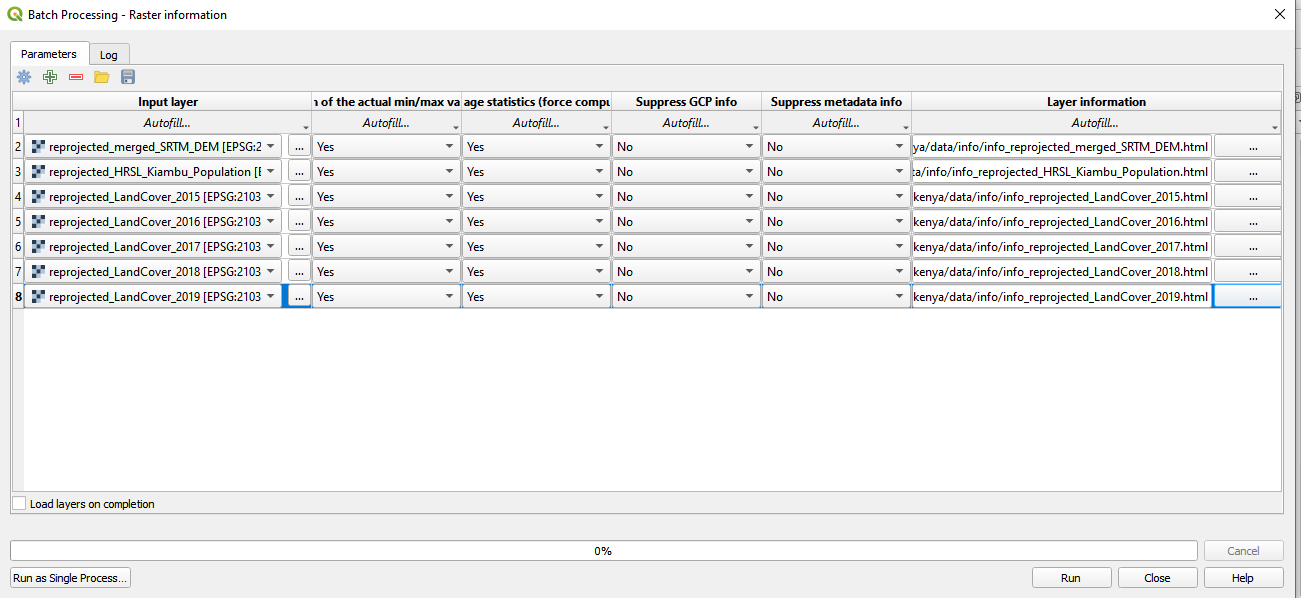 Batch Processing - Raster information
Parameters
Log
Input layer n of the actual min/max va age statistics (force compu Suppress GCP info Suppress metadata info Layer information
1 Autofill... Autofill... Autofill... Autofill... Autofill... Autofill...
2 reprojected_merged_SRTM_DEM [EPSG:2 ... Yes Yes No No ya/data/info/info_reprojected_merged_SRTM_DEM.html ...
3 reprojected_HRSL_Kiambu_Population [E ... Yes Yes No No ta/info/info_reprojected_HRSL_Kiambu_Population.html ...
4 reprojected_LandCover_2015 [EPSG:2103 ... Yes Yes No No kenya/data/info/info_reprojected_LandCover_2015.html ...
5 reprojected_LandCover_2016 [EPSG:2103 ... Yes Yes No No kenya/data/info/info_reprojected_LandCover_2016.html ...
6 reprojected_LandCover_2017 [EPSG:2103 ... Yes Yes No No kenya/data/info/info_reprojected_LandCover_2017.html ...
7 reprojected_LandCover_2018 [EPSG:2103 ... Yes Yes No No kenya/data/info/info_reprojected_LandCover_2018.html ...
8 reprojected_LandCover_2019 [EPSG:2103 ... Yes Yes No No kenya/data/info/info_reprojected_LandCover_2019.html ...
Load layers on completion
0%
Cancel
Run as Single Process...
Run
Close
Help